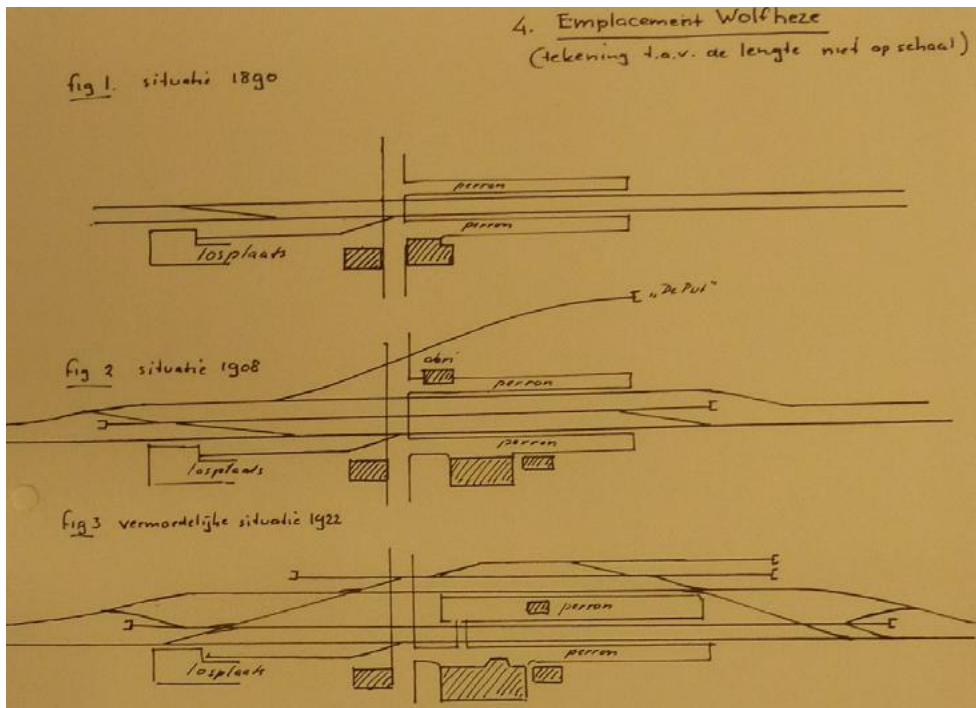 4. Emplacement Wolfheze
(tekening t.a.v. de lengte niet op schaal)
fig 1. situatie 1890
perron
perron
losplaats
"De Put"
fig 2 situatie 1908
abri
perron
perron
losplaats
fig 3 vermoedelijke situatie 1922
perron
perron
losplaats